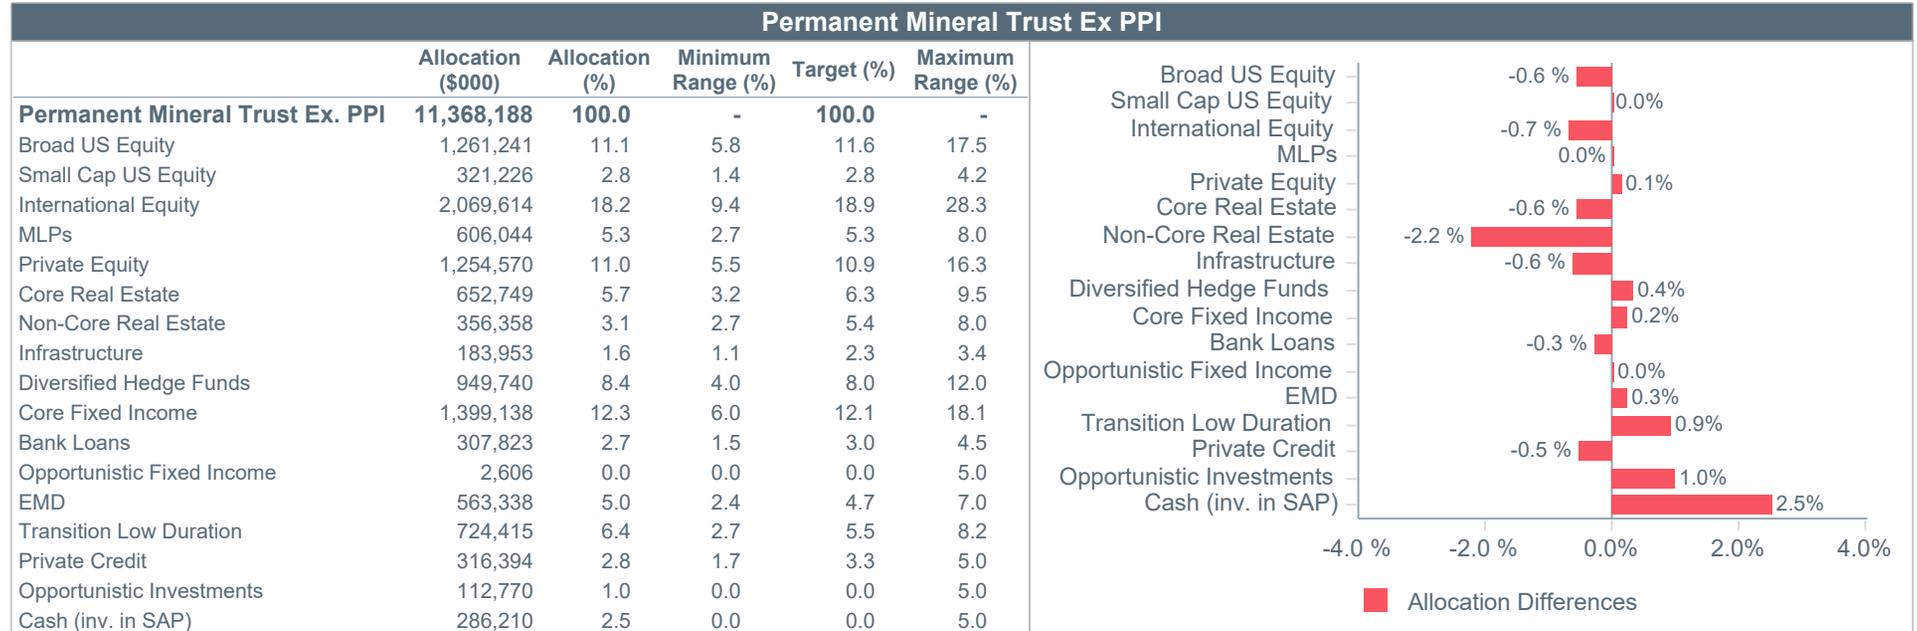 Permanent Mineral Trust Ex PPI
Allocation ($000) Allocation (%) Minimum Range (%) Target (%) Maximum Range (%)
Permanent Mineral Trust Ex. PPI 11,368,188 100.0 - 100.0 -
Broad US Equity 1,261,241 11.1 5.8 11.6 17.5
Small Cap US Equity 321,226 2.8 1.4 2.8 4.2
International Equity 2,069,614 18.2 9.4 18.9 28.3
MLPs 606,044 5.3 2.7 5.3 8.0
Private Equity 1,254,570 11.0 5.5 10.9 16.3
Core Real Estate 652,749 5.7 3.2 6.3 9.5
Non-Core Real Estate 356,358 3.1 2.7 5.4 8.0
Infrastructure 183,953 1.6 1.1 2.3 3.4
Diversified Hedge Funds 949,740 8.4 4.0 8.0 12.0
Core Fixed Income 1,399,138 12.3 6.0 12.1 18.1
Bank Loans 307,823 2.7 1.5 3.0 4.5
Opportunistic Fixed Income 2,606 0.0 0.0 0.0 5.0
EMD 563,338 5.0 2.4 4.7 7.0
Transition Low Duration 724,415 6.4 2.7 5.5 8.2
Private Credit 316,394 2.8 1.7 3.3 5.0
Opportunistic Investments 112,770 1.0 0.0 0.0 5.0
Cash (inv. in SAP) 286,210 2.5 0.0 0.0 5.0
Broad US Equity -0.6 %
Small Cap US Equity 0.0%
International Equity -0.7 %
MLPs 0.0%
Private Equity 0.1%
Core Real Estate -0.6 %
Non-Core Real Estate -2.2 %
Infrastructure -0.6 %
Diversified Hedge Funds 0.4%
Core Fixed Income 0.2%
Bank Loans -0.3 %
Opportunistic Fixed Income 0.0%
EMD 0.3%
Transition Low Duration 0.9%
Private Credit -0.5 %
Opportunistic Investments 1.0%
Cash (inv. in SAP) 2.5%
-4.0 % -2.0 % 0.0% 2.0% 4.0%
Allocation Differences